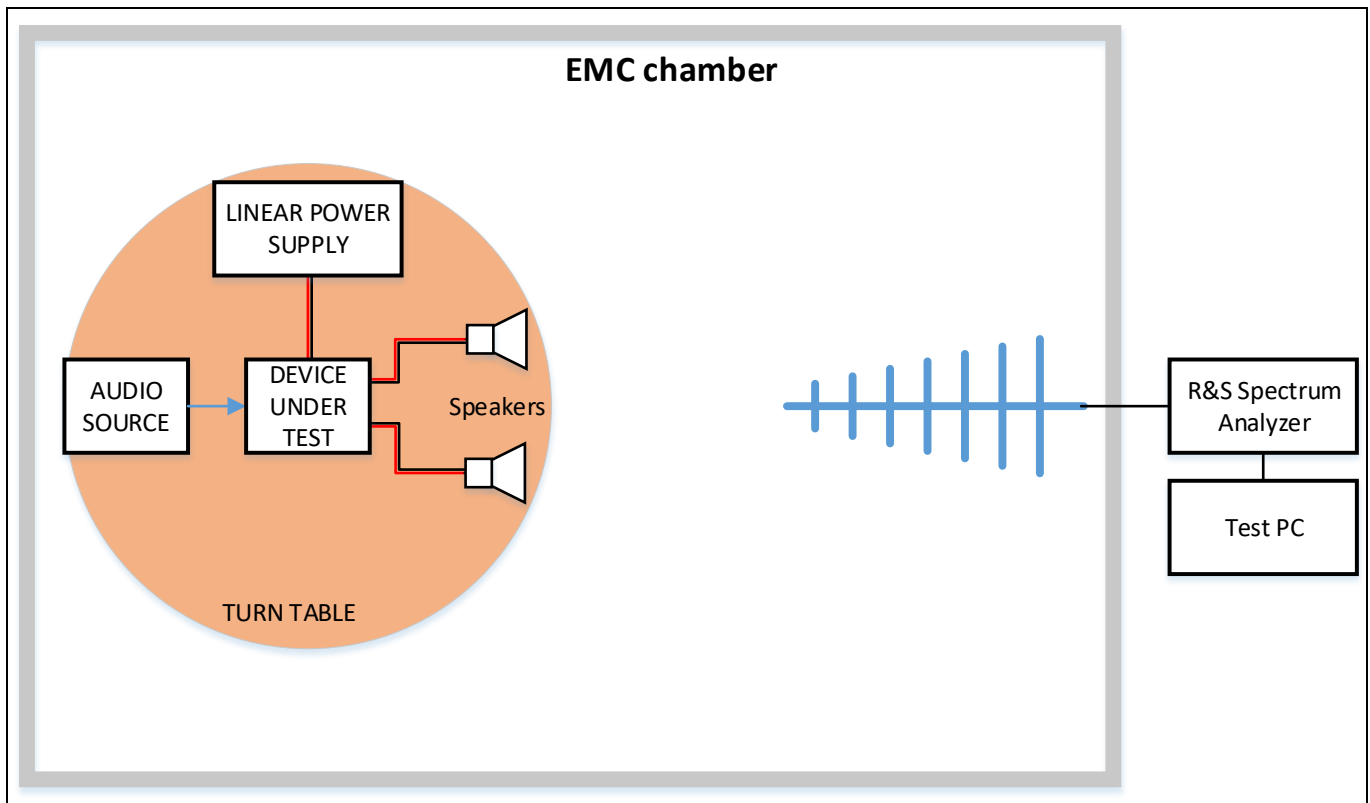 EMC chamber
LINEAR POWER
SUPPLY
AUDIO
SOURCE
DEVICE
UNDER
TEST
Speakers
TURN TABLE
R&S Spectrum
Analyzer
Test PC